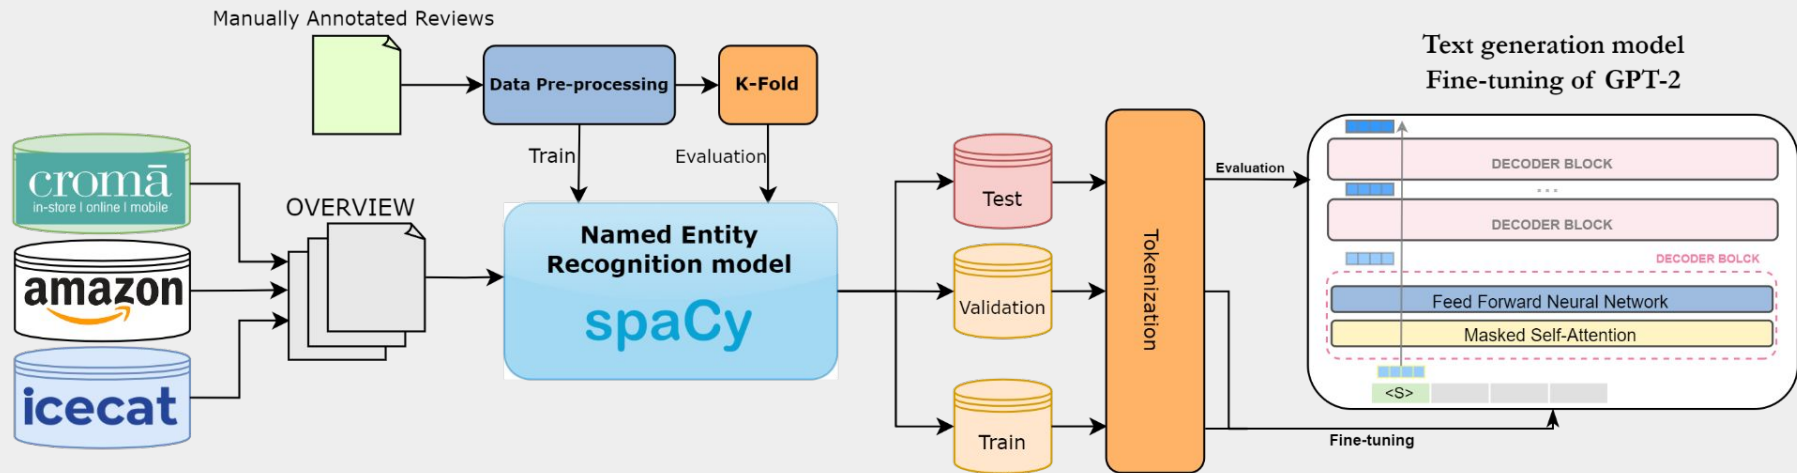 Manually Annotated Reviews
Data Pre-processing
K-Fold
Train
Evaluation
cromā
in-store | online | mobile
amazon
icecat
OVERVIEW
Named Entity
Recognition model
spaCy
Test
Validation
Train
Tokenization
Evaluation
Fine-tuning
Text generation model
Fine-tuning of GPT-2
DECODER BLOCK
...
DECODER BLOCK
DECODER BOLCK
Feed Forward Neural Network
Masked Self-Attention
<S>